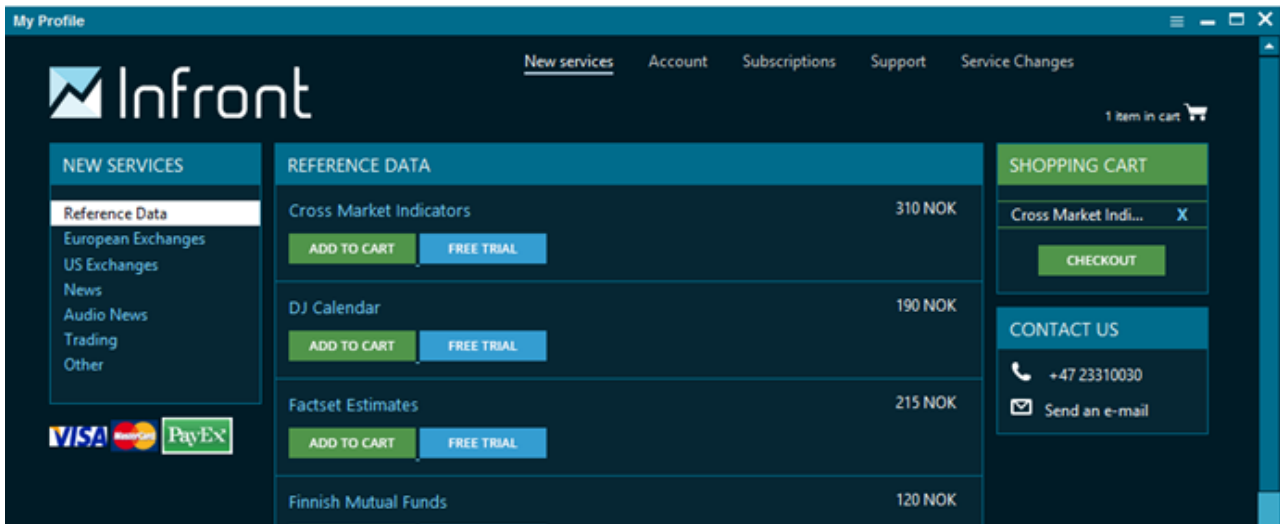 My Profile
Infront
New services Account Subscriptions Support Service Changes
1 item in cart
NEW SERVICES
Reference Data
European Exchanges
US Exchanges
News
Audio News
Trading
Other
VISA MasterCard PayEx
REFERENCE DATA
Cross Market Indicators 310 NOK
ADD TO CART FREE TRIAL
DJ Calendar 190 NOK
ADD TO CART FREE TRIAL
Factset Estimates 215 NOK
ADD TO CART FREE TRIAL
Finnish Mutual Funds 120 NOK
SHOPPING CART
Cross Market Indi... X
CHECKOUT
CONTACT US
+47 23310030
Send an e-mail